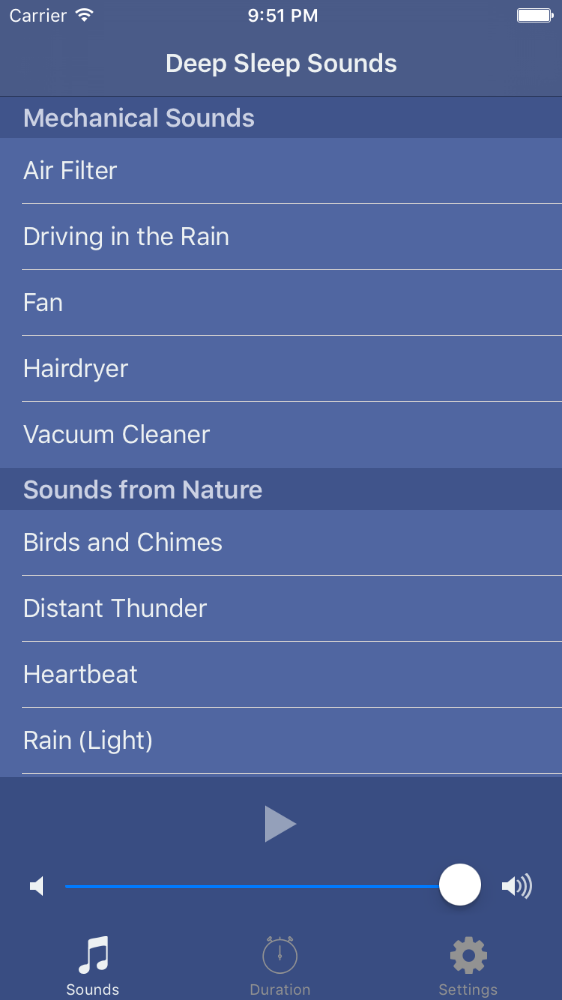 Carrier 9:51 PM
Deep Sleep Sounds
Mechanical Sounds
Air Filter
Driving in the Rain
Fan
Hairdryer
Vacuum Cleaner
Sounds from Nature
Birds and Chimes
Distant Thunder
Heartbeat
Rain (Light)
Sounds Duration Settings